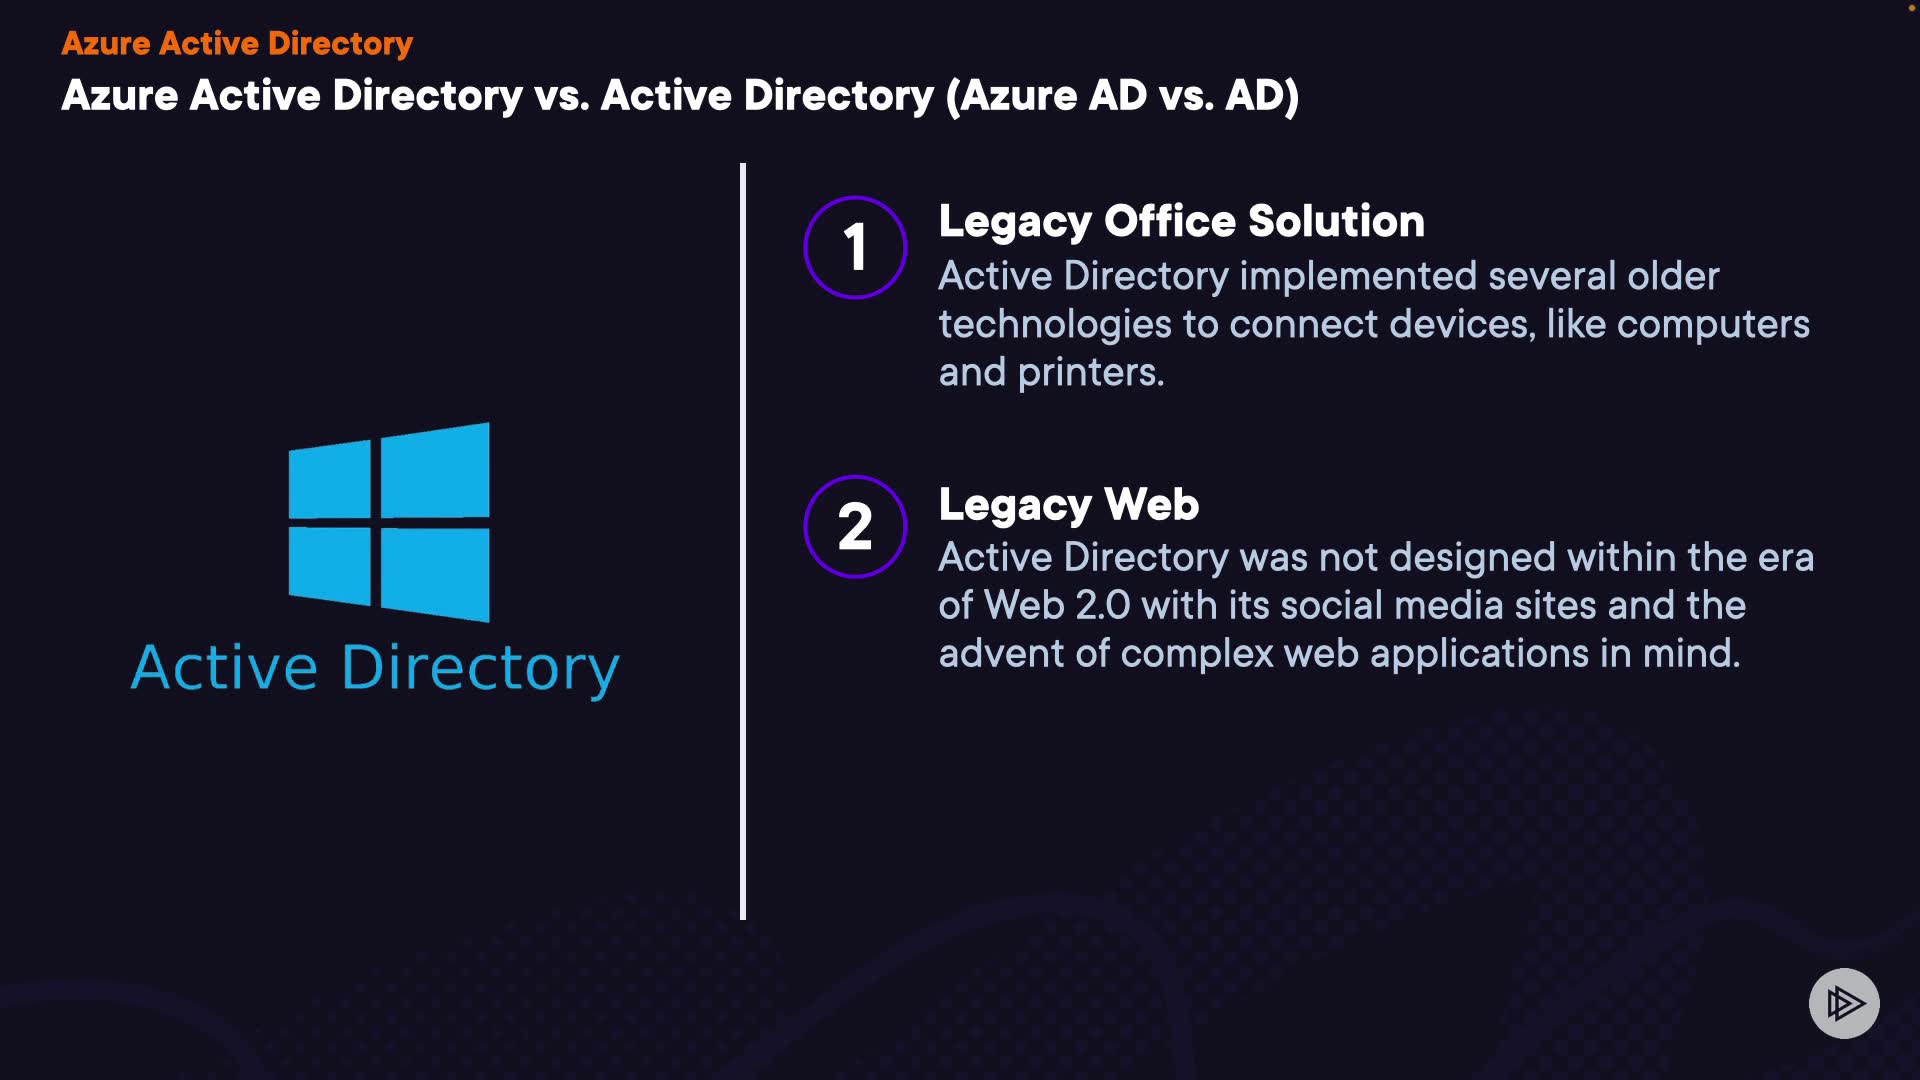 Azure Active Directory
Azure Active Directory vs. Active Directory (Azure AD vs. AD)
Active Directory
1
Legacy Office Solution
Active Directory implemented several older
technologies to connect devices, like computers
and printers.
2
Legacy Web
Active Directory was not designed within the era
of Web 2.0 with its social media sites and the
advent of complex web applications in mind.